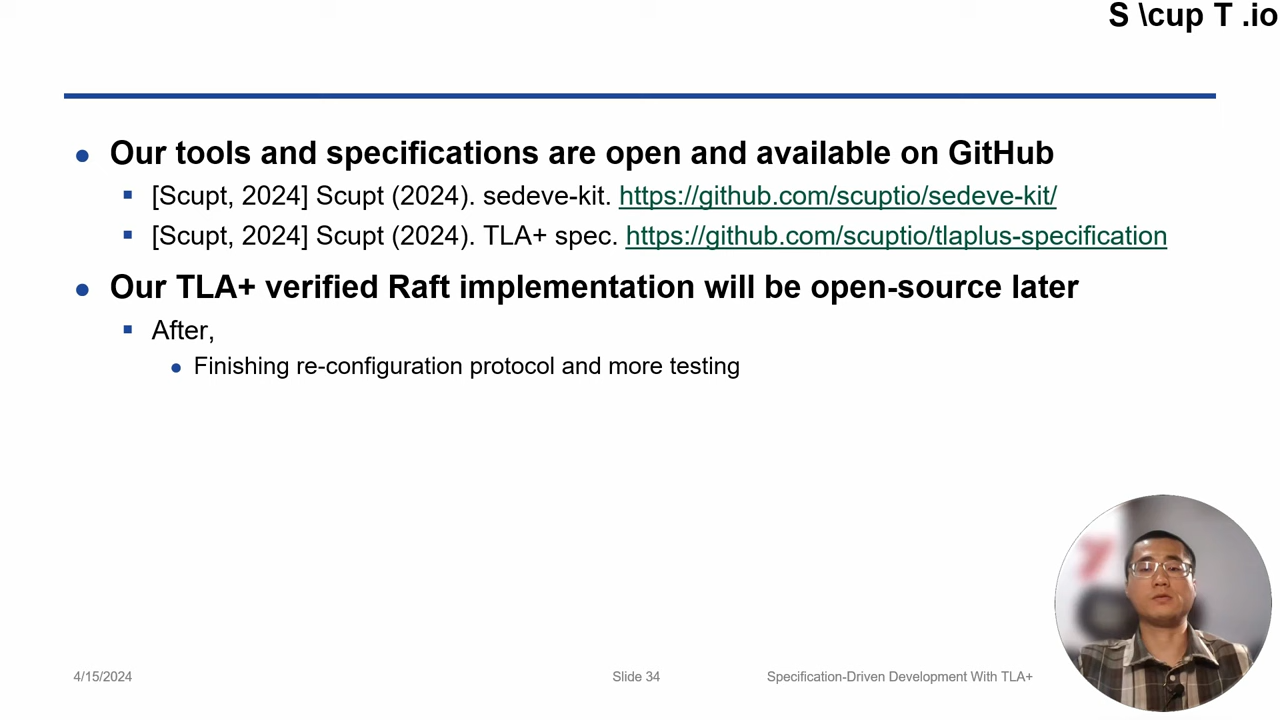 S \cup T .io
Our tools and specifications are open and available on GitHub
[Scupt, 2024] Scupt (2024). sedeve-kit. https://github.com/scuptio/sedeve-kit/
[Scupt, 2024] Scupt (2024). TLA+ spec. https://github.com/scuptio/tlaplus-specification
Our TLA+ verified Raft implementation will be open-source later
After,
Finishing re-configuration protocol and more testing
4/15/2024
Slide 34
Specification-Driven Development With TLA+